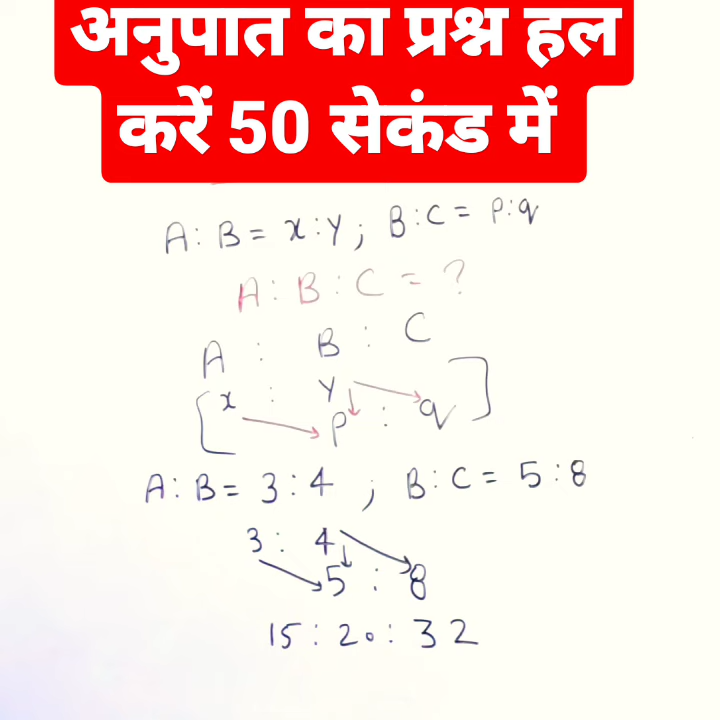 अनुपात का प्रश्न हल
करें 50 सेकंड में
A : B = x : y ; B : C = p : q
A : B : C = ?
A : B : C
x : y
p : q
A : B = 3 : 4 ; B : C = 5 : 8
3 : 4
5 : 8
15 : 20 : 32